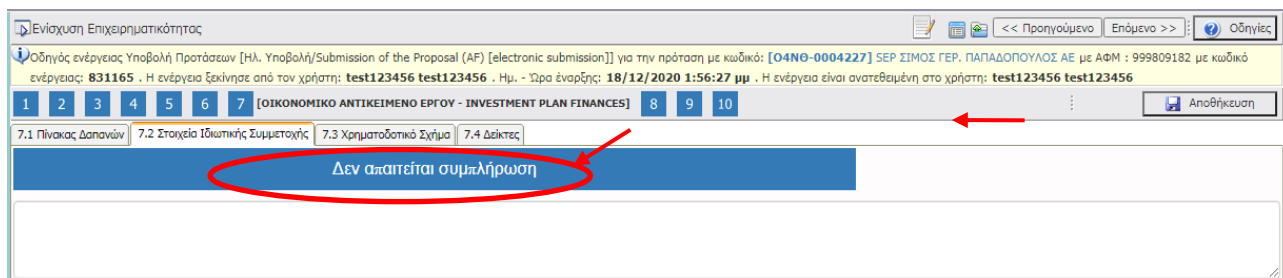 Ενίσχυση Επιχειρηματικότητας << Προηγούμενο Επόμενο >> Οδηγίες
Οδηγός ενέργειας Υποβολή Προτάσεων [Ηλ. Υποβολή/Submission of the Proposal (AF) [electronic submission]] για την πρόταση με κωδικό: [Ο4ΝΘ-0004227] SEP ΣΙΜΟΣ ΓΕΡ. ΠΑΠΑΔΟΠΟΥΛΟΣ ΑΕ με ΑΦΜ : 999809182 με κωδικό
ενέργειας: 831165 . Η ενέργεια ξεκίνησε από τον χρήστη: test123456 test123456 . Ημ. - Ώρα έναρξης: 18/12/2020 1:56:27 μμ . Η ενέργεια είναι ανατεθειμένη στο χρήστη: test123456 test123456
1 2 3 4 5 6 7 [ΟΙΚΟΝΟΜΙΚΟ ΑΝΤΙΚΕΙΜΕΝΟ ΕΡΓΟΥ - INVESTMENT PLAN FINANCES] 8 9 10 Αποθήκευση
7.1 Πίνακας Δαπανών 7.2 Στοιχεία Ιδιωτικής Συμμετοχής 7.3 Χρηματοδοτικό Σχήμα 7.4 Δείκτες
Δεν απαιτείται συμπλήρωση